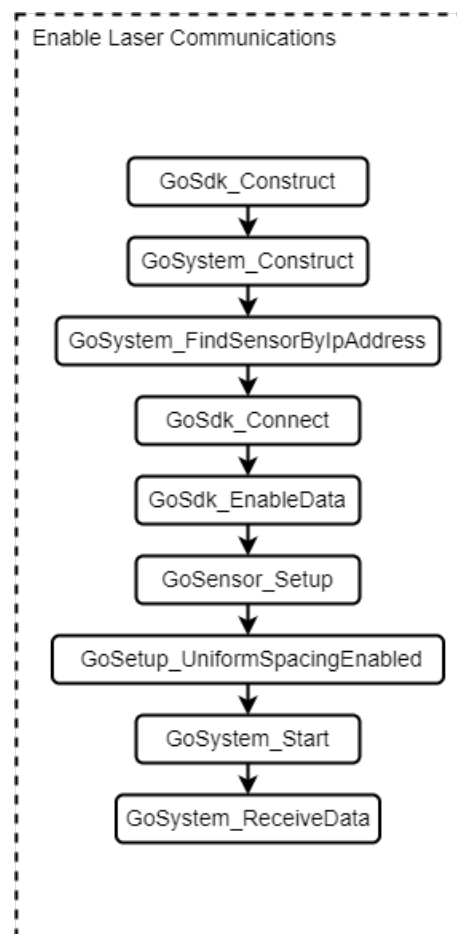 Enable Laser Communications
GoSdk_Construct
GoSystem_Construct
GoSystem_FindSensorByIpAddress
GoSdk_Connect
GoSdk_EnableData
GoSensor_Setup
GoSetup_UniformSpacingEnabled
GoSystem_Start
GoSystem_ReceiveData